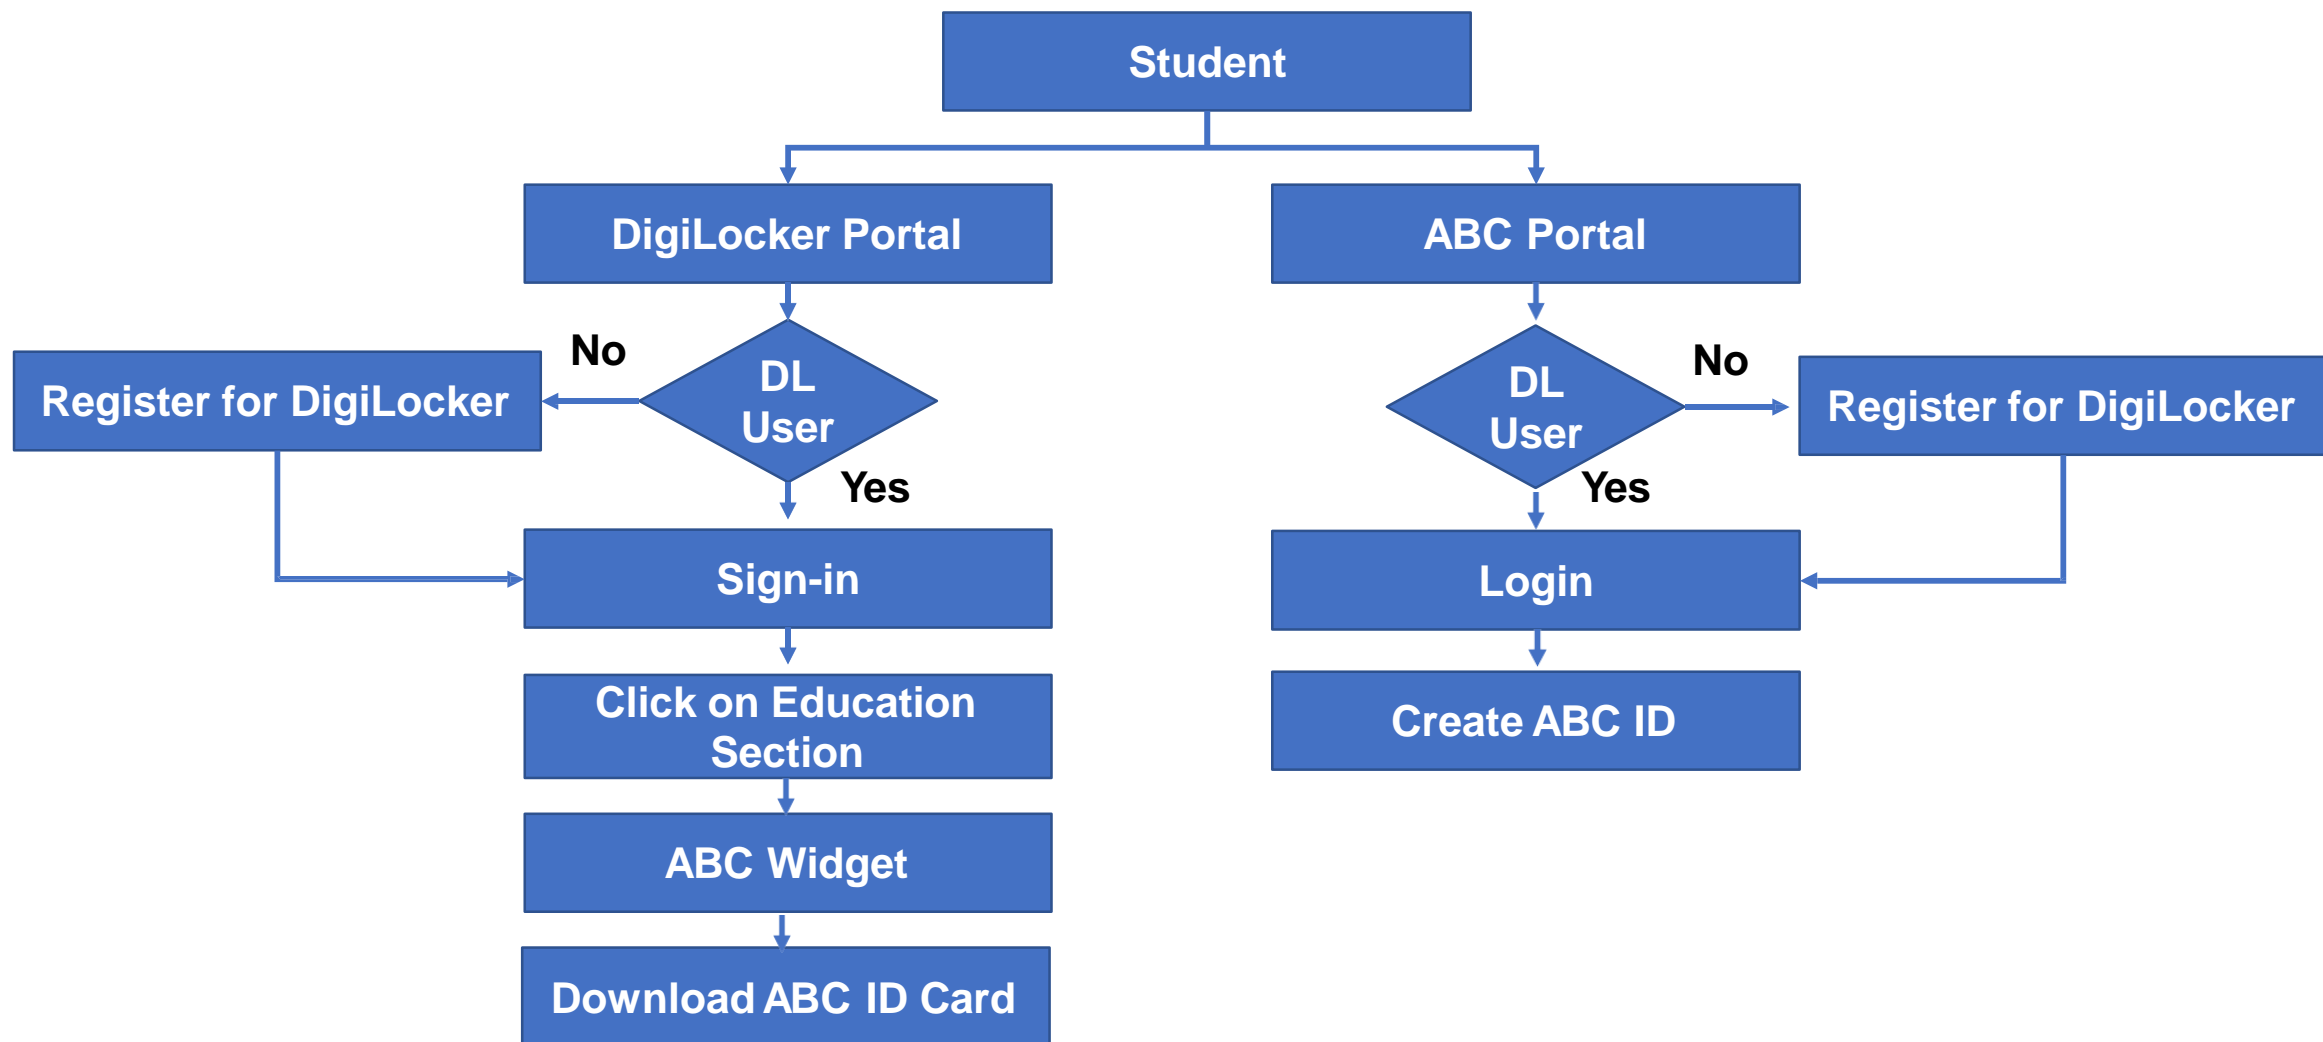 Student
DigiLocker Portal
ABC Portal
No
DL
User
Register for DigiLocker
Yes
No
DL
User
Register for DigiLocker
Yes
Sign-in
Login
Click on Education
Section
Create ABC ID
ABC Widget
Download ABC ID Card